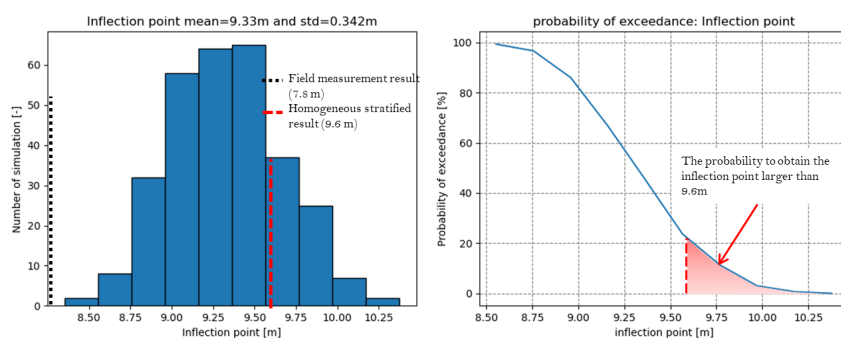 Inflection point mean=9.33m and std=0.342m
Number of simulation [-]
60
50
40
30
20
10
0
Field measurement result
(7.8 m)
Homogeneous stratified
result (9.6 m)
8.50
8.75
9.00
9.25
9.50
9.75
10.00
10.25
Inflection point [m]
probability of exceedance: Inflection point
Probability of exceedance [%]
100
80
60
40
20
0
The probability to obtain the
inflection point larger than
9.6m
8.50
8.75
9.00
9.25
9.50
9.75
10.00
10.25
inflection point [m]